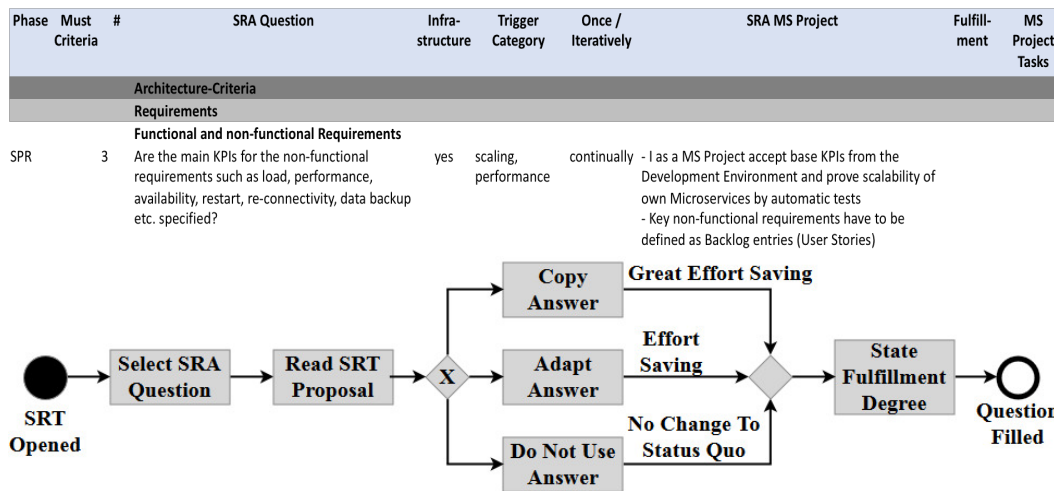 Phase Must Criteria # SRA Question Infra-structure Trigger Category Once / Iteratively SRA MS Project Fulfill-ment MS Project Tasks
Architecture-Criteria
Requirements
Functional and non-functional Requirements
SPR 3 Are the main KPIs for the non-functional yes scaling, continually - I as a MS Project accept base KPIs from the
requirements such as load, performance, performance Development Environment and prove scalability of
availability, restart, re-connectivity, data backup own Microservices by automatic tests
etc. specified? - Key non-functional requirements have to be
defined as Backlog entries (User Stories)
SRT
Opened
Select SRA
Question
Read SRT
Proposal
X
Copy
Answer
Great Effort Saving
Adapt
Answer
Effort
Saving
Do Not Use
Answer
No Change To
Status Quo
State
Fulfillment
Degree
Question
Filled